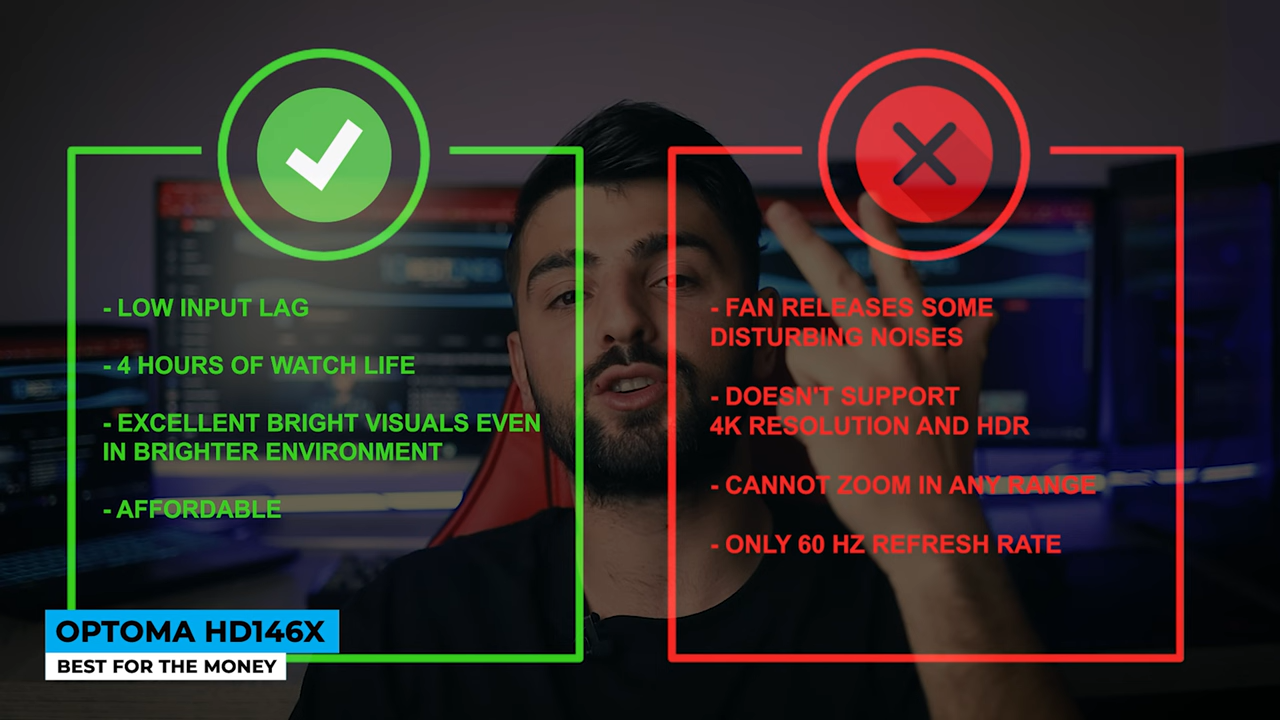 - LOW INPUT LAG
- 4 HOURS OF WATCH LIFE
- EXCELLENT BRIGHT VISUALS EVEN
IN BRIGHTER ENVIRONMENT
- AFFORDABLE
- FAN RELEASES SOME
DISTURBING NOISES
- DOESN'T SUPPORT
4K RESOLUTION AND HDR
- CANNOT ZOOM IN ANY RANGE
- ONLY 60 HZ REFRESH RATE
OPTOMA HD146X
BEST FOR THE MONEY